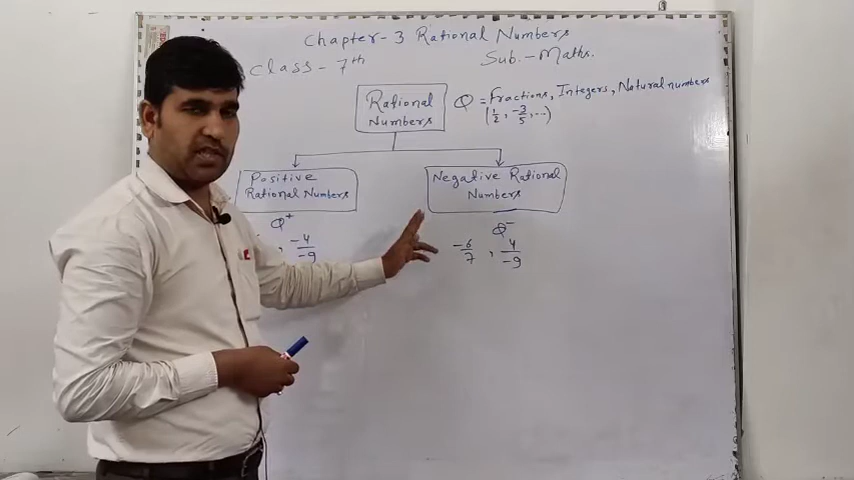 Chapter-3 Rational Numbers
Class-7th Sub.-Maths.
Rational Numbers
Q = Fractions, Integers, Natural numbers
(1/2, -3/5, ...)
Positive Rational Numbers
Negative Rational Numbers
Q+
Q-
, -4/-9
-6/7 , 4/-9